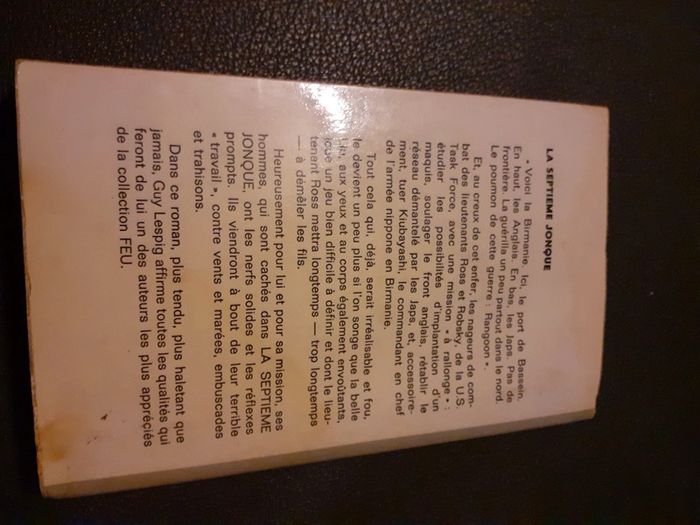 LA SEPTIEME JONQUE
« Voici la Birmanie. Ici, le port de Bassein.
En haut, les Anglais. En bas, les Japs. Pas de
frontière. La guérilla un peu partout dans le nord.
Le poumon de cette guerre : Rangoon ».
Et au creux de cet enfer, les nageurs de com-
bat des lieutenants Ross et Robsky, de la U.S.
Task Force, avec une mission « à rallonge » :
étudier les possibilités d'implantation d'un
maquis, soulager le front anglais, rétablir le
réseau démantelé par les Japs, et, accessoire-
ment, tuer Kiubayashi, le commandant en chef
de l'armée nippone en Birmanie.
Tout cela qui, déjà, serait irréalisable et fou,
le devient un peu plus si l'on songe que la belle
Lin, aux yeux et au corps également envoûtants,
joue un jeu bien difficile à définir et dont le lieu-
tenant Ross mettra longtemps — trop longtemps
— à démêler les fils.
Heureusement pour lui et pour sa mission, ses
hommes, qui sont cachés dans LA SEPTIEME
JONQUE, ont les nerfs solides et les réflexes
prompts. Ils viendront à bout de leur terrible
« travail », contre vents et marées, embuscades
et trahisons.
Dans ce roman, plus tendu, plus haletant que
jamais, Guy Lespig affirme toutes les qualités qui
feront de lui un des auteurs les plus appréciés
de la collection FEU.